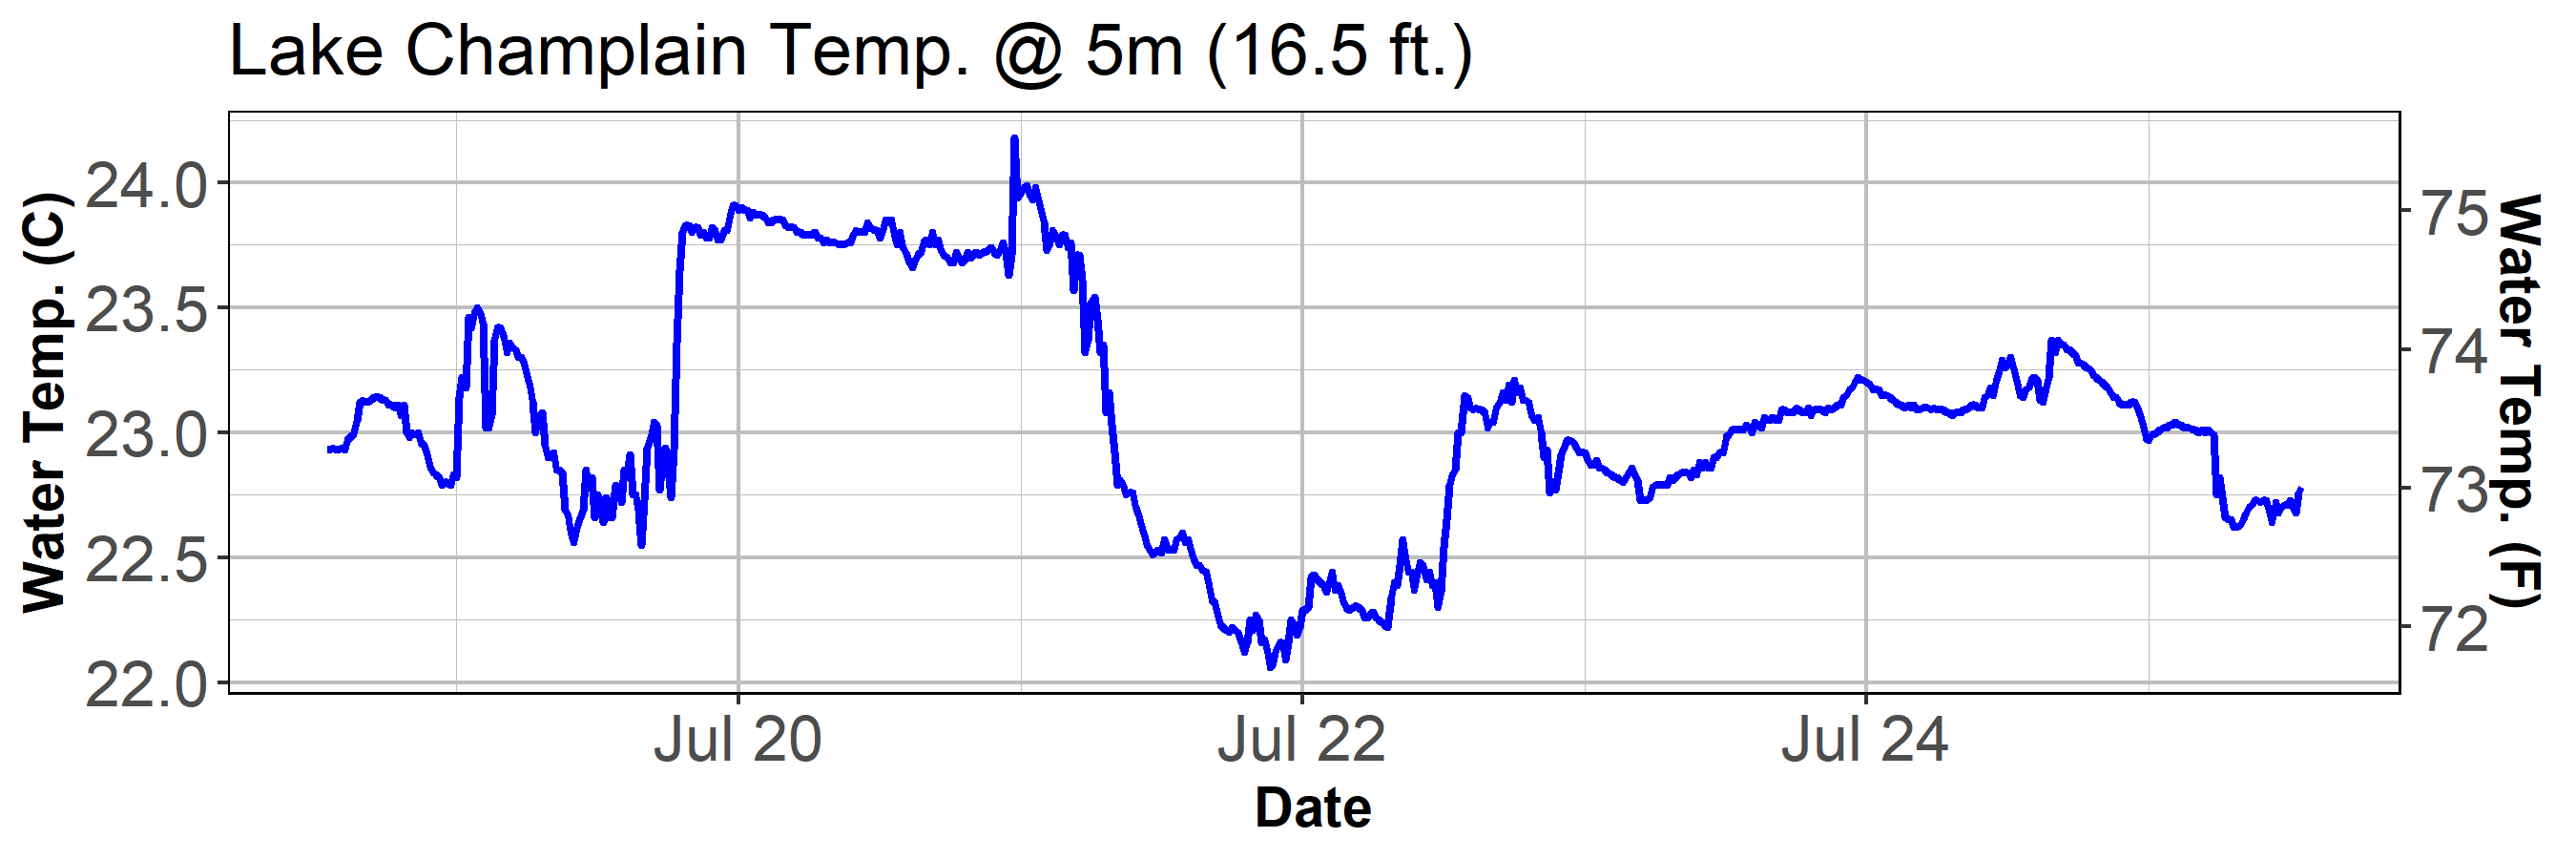 Lake Champlain Temp. @ 5m (16.5 ft.)
Water Temp. (C)
24.0
23.5
23.0
22.5
22.0
75
74
73
72
Water Temp. (F)
Jul 20 Jul 22 Jul 24
Date